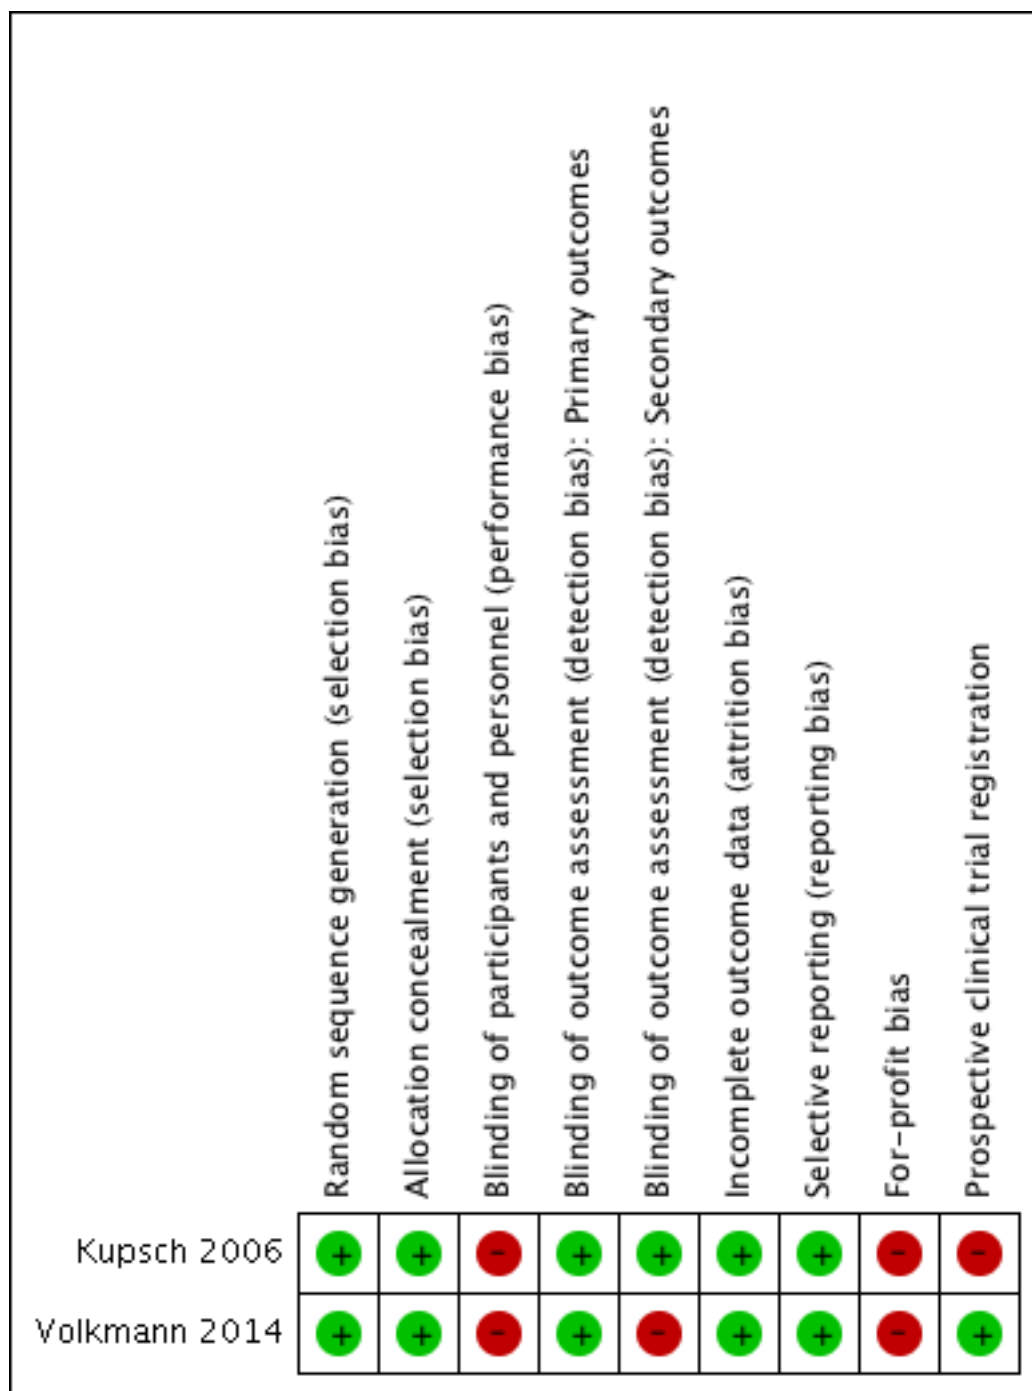 Random sequence generation (selection bias)
Allocation concealment (selection bias)
Blinding of participants and personnel (performance bias)
Blinding of outcome assessment (detection bias): Primary outcomes
Blinding of outcome assessment (detection bias): Secondary outcomes
Incomplete outcome data (attrition bias)
Selective reporting (reporting bias)
For-profit bias
Prospective clinical trial registration
Kupsch 2006 + + - + + + + - -
Volkmann 2014 + + - + - + + - +